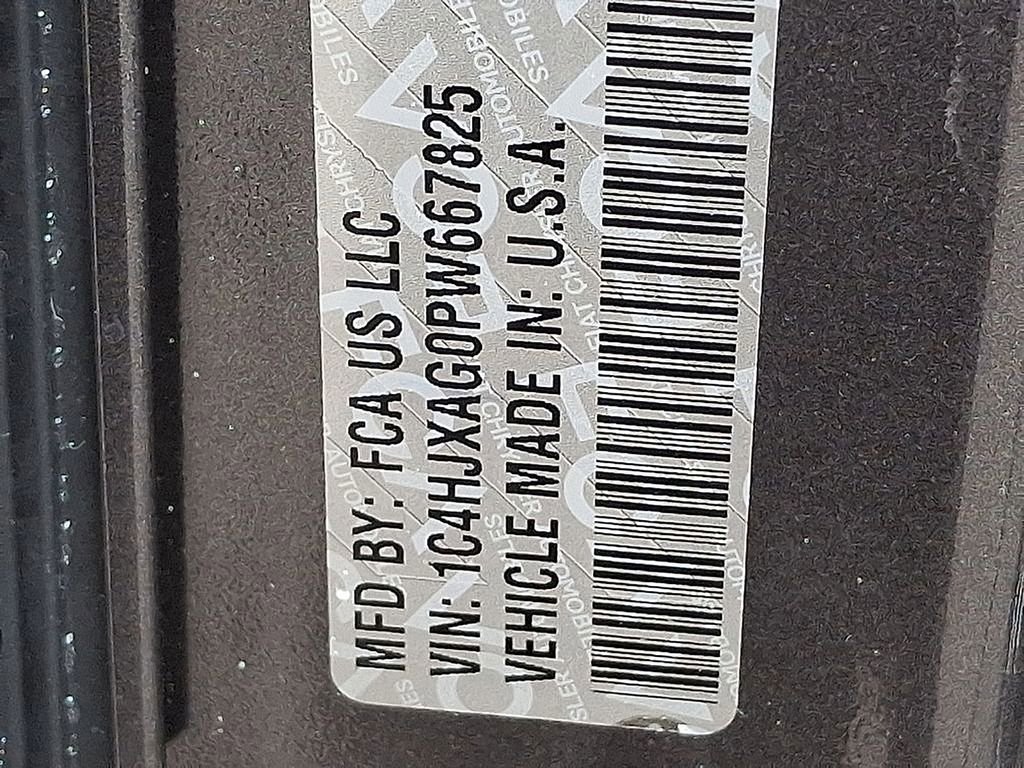 MFD BY: FCA US LLC
VIN: 1C4HJXAG0PW667825
VEHICLE MADE IN: U.S.A.